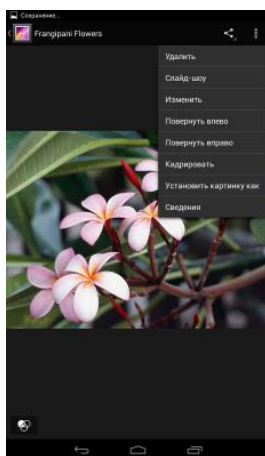 Сохранение...
Frangipani Flowers
Удалить
Слайд-шоу
Изменить
Повернуть влево
Повернуть вправо
Кадрировать
Установить картинку как
Сведения